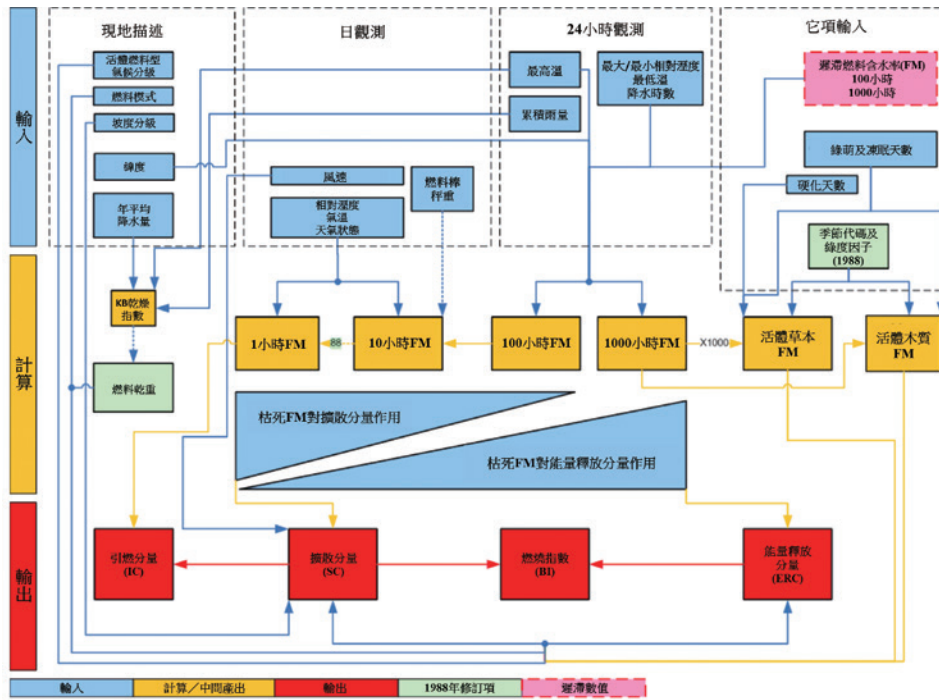 現地描述
日觀測
24小時觀測
它項輸入
輸入
活體燃料型
氣候分級
燃料模式
坡度分級
緯度
年平均
降水量
風速
相對溼度
氣溫
天氣狀態
燃料棒
秤重
最高溫
累積雨量
最大/最小相對溼度
最低溫
降水時數
遲滯燃料含水率(FM)
100小時
1000小時
綠萌及凍眠天數
硬化天數
季節代碼及
綠度因子
(1988)
計算
KB乾燥
指數
燃料乾重
1小時FM
88
10小時FM
100小時FM
1000小時FM
X1000
活體草本
FM
活體木質
FM
枯死FM對擴散分量作用
枯死FM對能量釋放分量作用
輸出
引燃分量
(IC)
擴散分量
(SC)
燃燒指數
(BI)
能量釋放
分量
(ERC)
輸入
計算／中間產出
輸出
1988年修訂項
遲滯數值